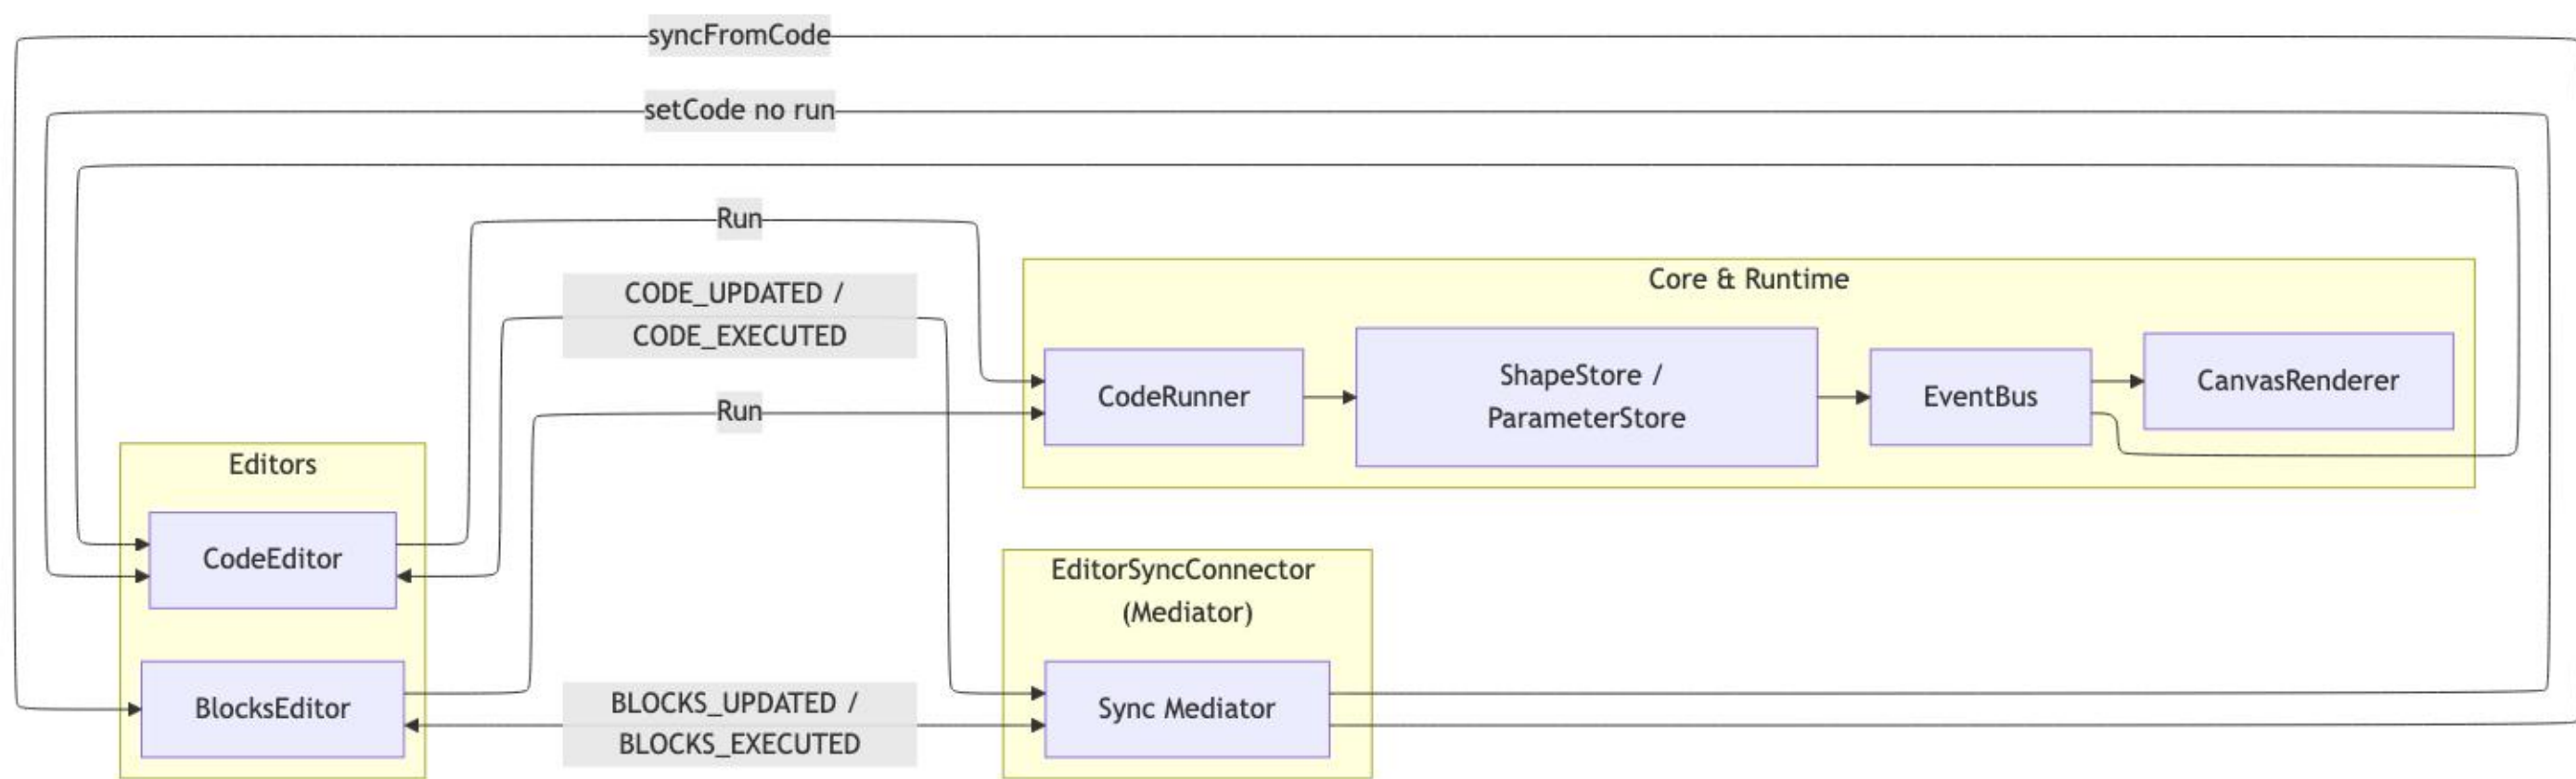 syncFromCode
setCode no run
Run
CODE_UPDATED /
CODE_EXECUTED
Run
Core & Runtime
CodeRunner
ShapeStore /
ParameterStore
EventBus
CanvasRenderer
Editors
CodeEditor
BlocksEditor
BLOCKS_UPDATED /
BLOCKS_EXECUTED
EditorSyncConnector
(Mediator)
Sync Mediator